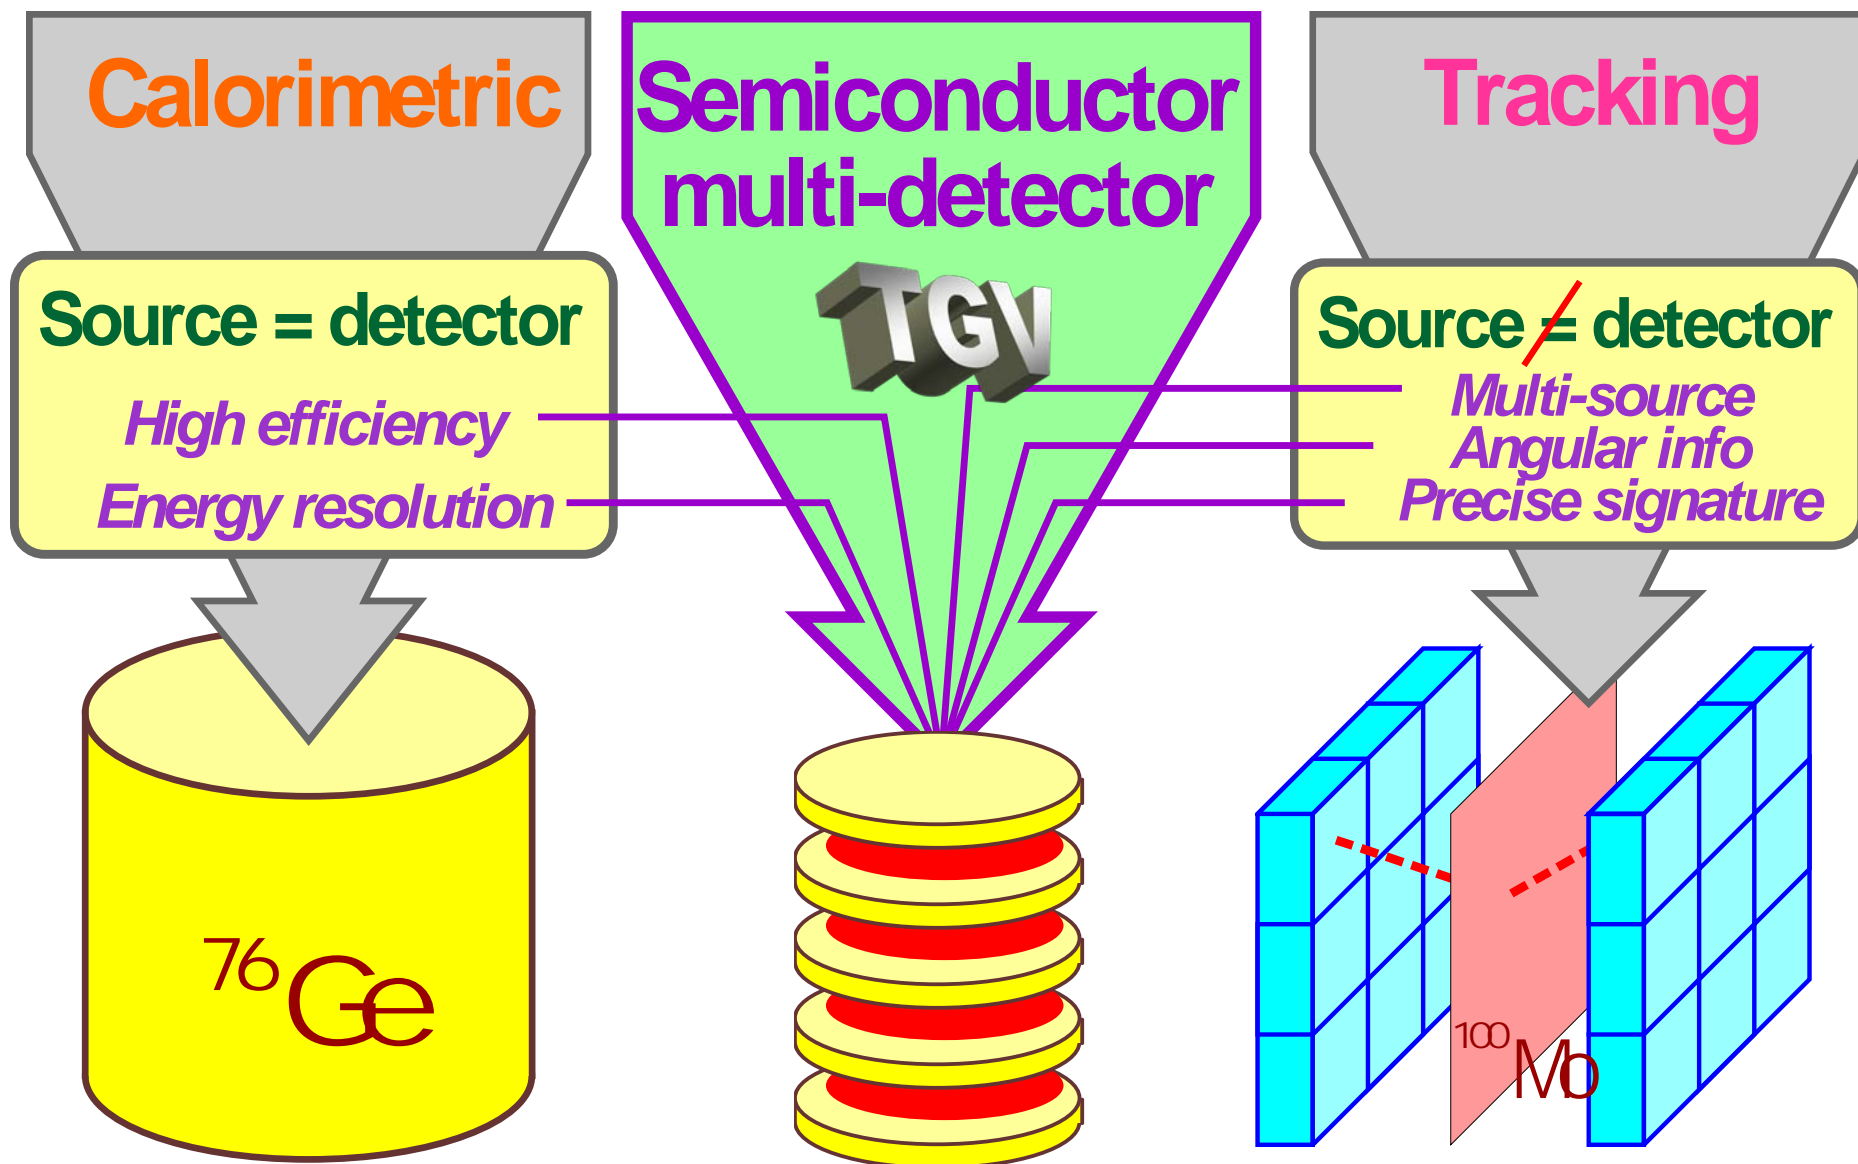 Calorimetric
Source = detector
High efficiency
Energy resolution
⁷⁶Ge
Semiconductor
multi-detector
TGV
Tracking
Source ≠ detector
Multi-source
Angular info
Precise signature
¹⁰⁰Mo